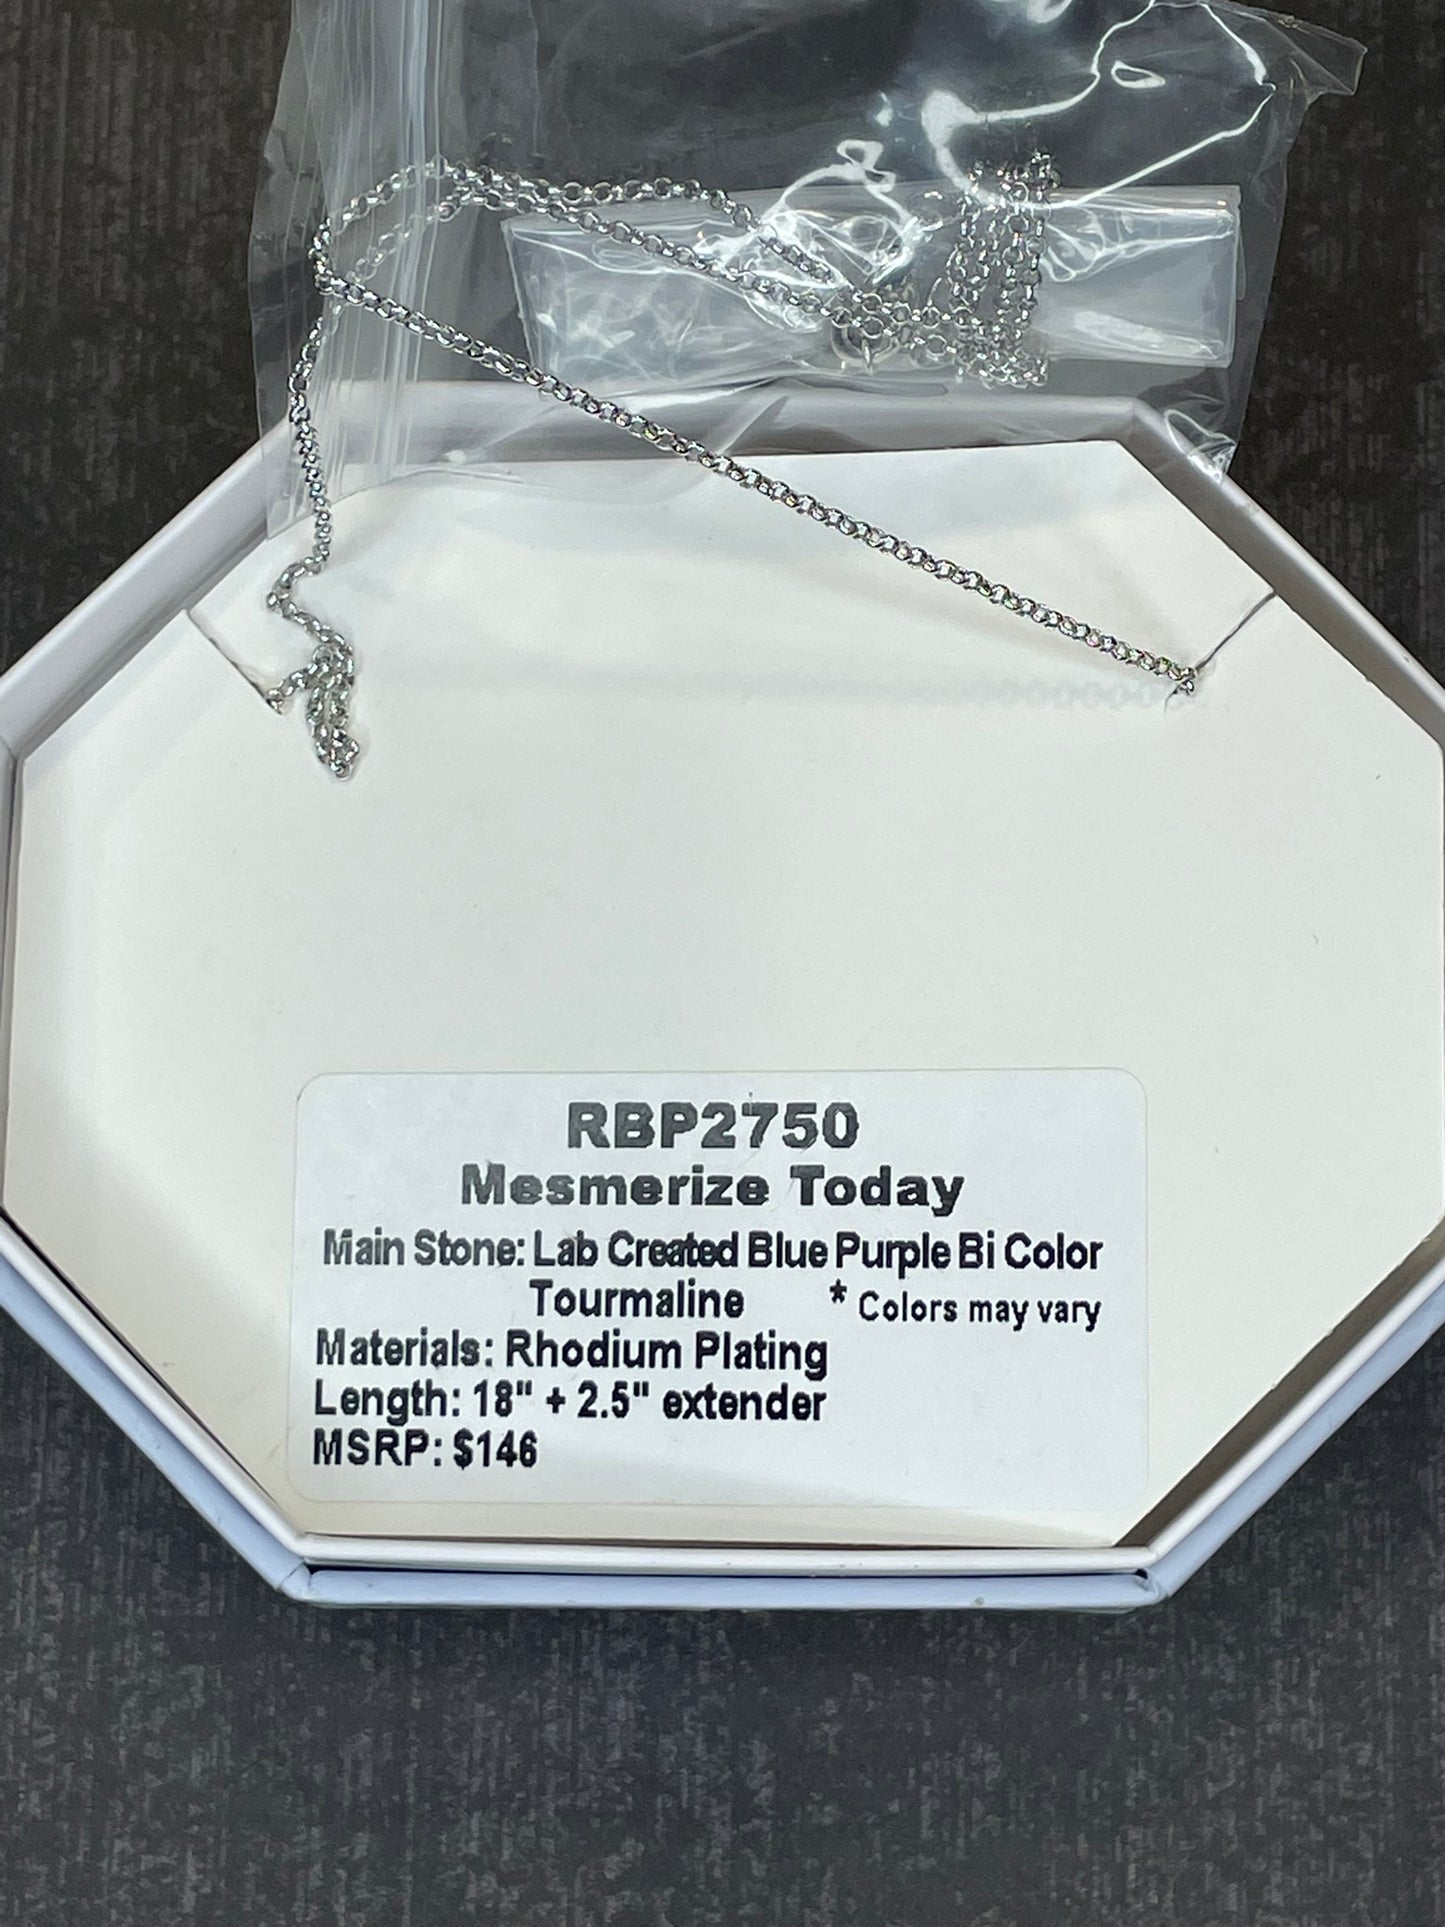 RBP2750
Mesmerize Today
Main Stone: Lab Created Blue Purple Bi Color
Tourmaline * Colors may vary
Materials: Rhodium Plating
Length: 18" + 2.5" extender
MSRP: $146